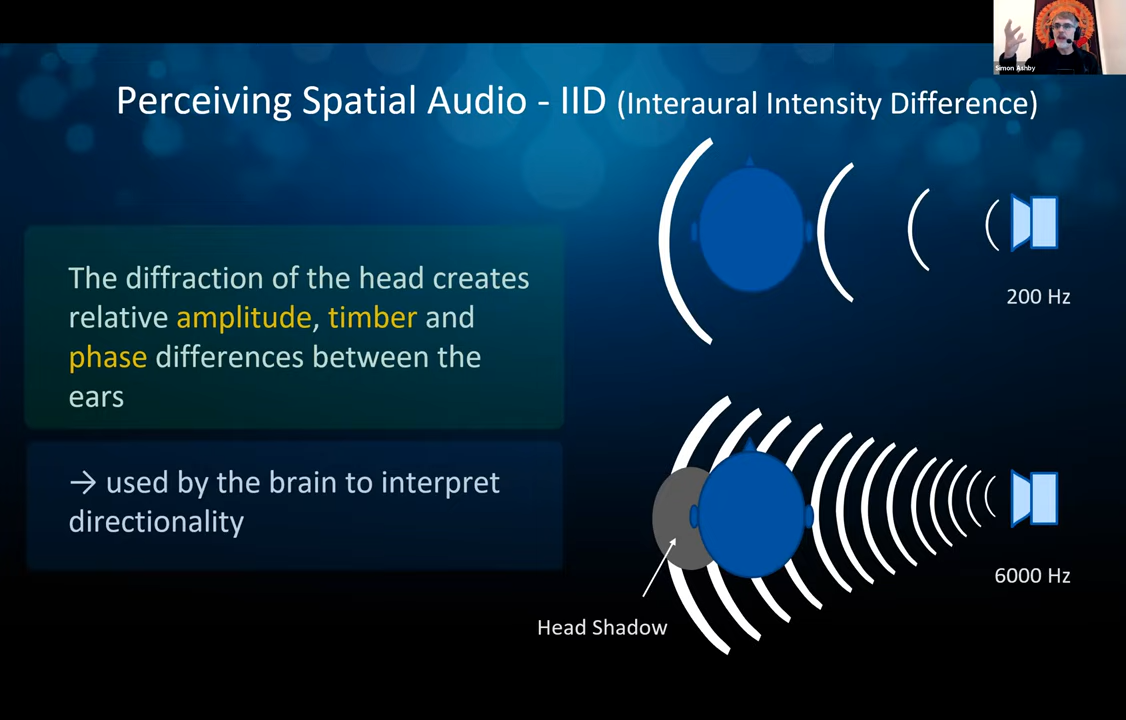 Simon Ashby
Perceiving Spatial Audio - IID (Interaural Intensity Difference)
The diffraction of the head creates
relative amplitude, timber and
phase differences between the
ears
→ used by the brain to interpret
directionality
200 Hz
6000 Hz
Head Shadow